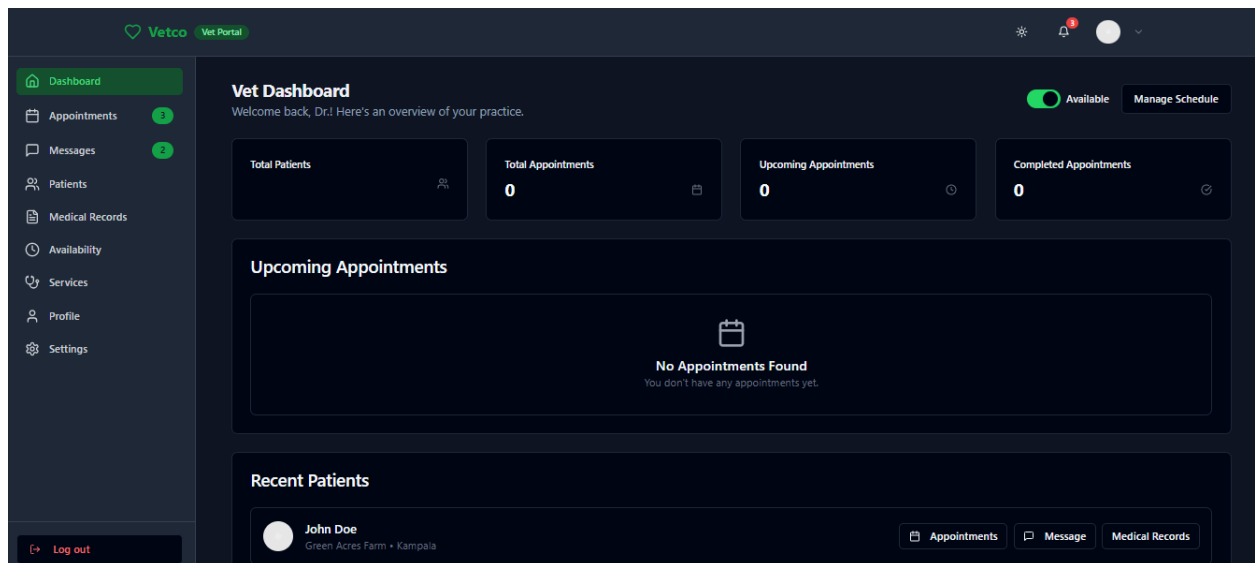 Vetco Vet Portal
3
Dashboard
Appointments 3
Messages 2
Patients
Medical Records
Availability
Services
Profile
Settings
Log out
Vet Dashboard
Welcome back, Dr.! Here's an overview of your practice.
Available
Manage Schedule
Total Patients
Total Appointments
0
Upcoming Appointments
0
Completed Appointments
0
Upcoming Appointments
No Appointments Found
You don't have any appointments yet.
Recent Patients
John Doe
Green Acres Farm • Kampala
Appointments
Message
Medical Records